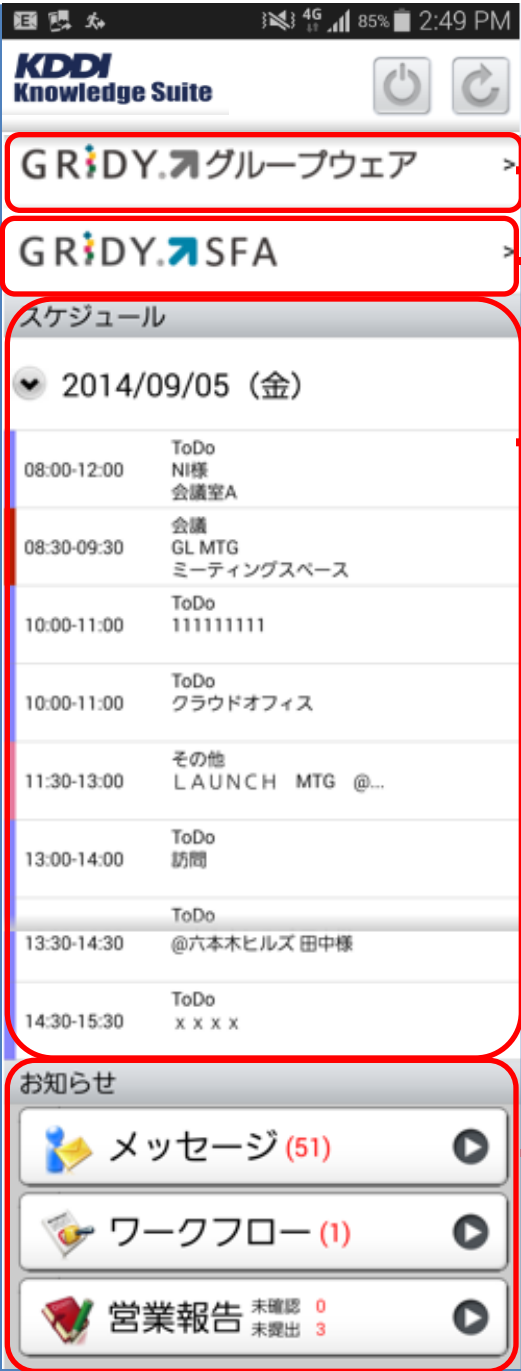 4G 85% 2:49 PM
KDDI
Knowledge Suite
GRiDY.グループウェア >
GRiDY.SFA >
スケジュール
2014/09/05（金）
ToDo
08:00-12:00 NI様
会議室A
会議
08:30-09:30 GL MTG
ミーティングスペース
ToDo
10:00-11:00 111111111
ToDo
10:00-11:00 クラウドオフィス
その他
11:30-13:00 ＬＡＵＮＣＨ　MTG　@...
ToDo
13:00-14:00 訪問
ToDo
13:30-14:30 @六本木ヒルズ 田中様
ToDo
14:30-15:30 ｘｘｘｘ
お知らせ
メッセージ (51)
ワークフロー (1)
営業報告 未確認 0
未提出 3